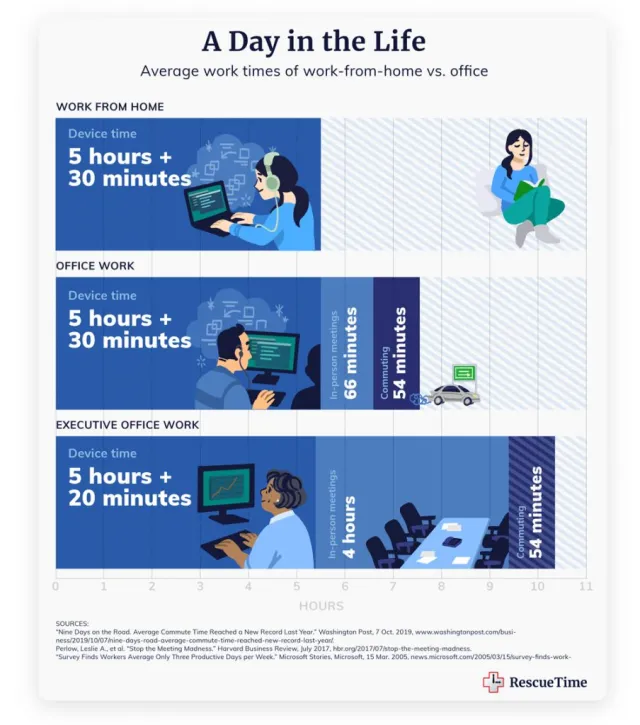 A Day in the Life
Average work times of work-from-home vs. office
WORK FROM HOME
Device time
5 hours +
30 minutes
OFFICE WORK
Device time
5 hours +
30 minutes
In-person meetings
66 minutes
Commuting
54 minutes
EXECUTIVE OFFICE WORK
Device time
5 hours +
20 minutes
In-person meetings
4 hours
Commuting
54 minutes
0 1 2 3 4 5 6 7 8 9 10 11
HOURS
SOURCES:
"Nine Days on the Road. Average Commute Time Reached a New Record Last Year." Washington Post, 7 Oct. 2019, www.washingtonpost.com/busi-
ness/2019/10/07/nine-days-road-average-commute-time-reached-new-record-last-year/.
Perlow, Leslie A., et al. "Stop the Meeting Madness." Harvard Business Review, July 2017, hbr.org/2017/07/stop-the-meeting-madness.
"Survey Finds Workers Average Only Three Productive Days per Week." Microsoft Stories, Microsoft, 15 Mar. 2005, news.microsoft.com/2005/03/15/survey-finds-work-
RescueTime